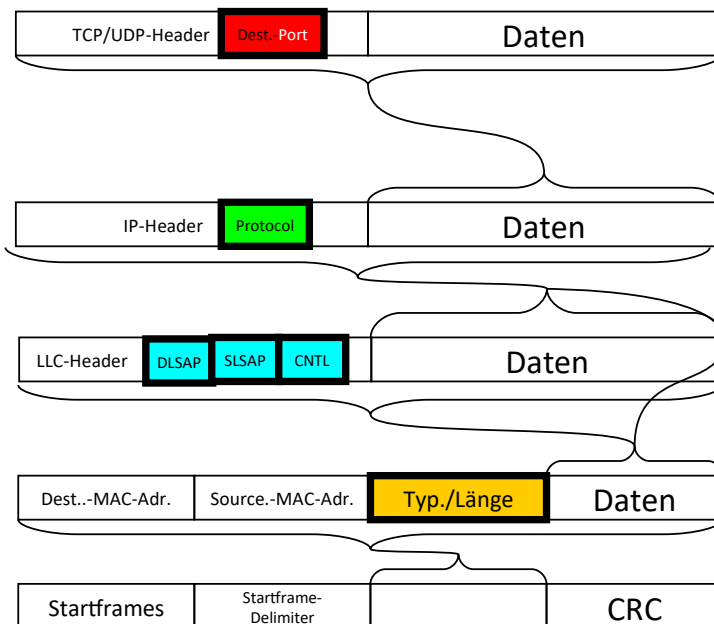 TCP/UDP-Header Dest.-Port Daten
IP-Header Protocol Daten
LLC-Header DLSAP SLSAP CNTL Daten
Dest..-MAC-Adr. Source.-MAC-Adr. Typ./Länge Daten
Startframes Startframe-
Delimiter CRC